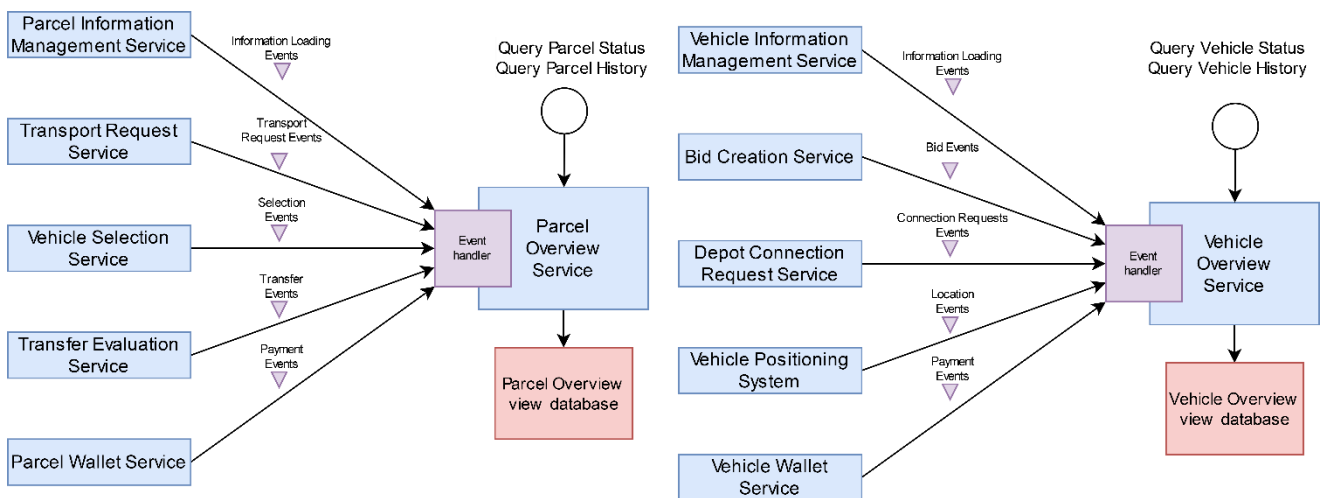 Parcel Information
Management Service
Information Loading
Events
Query Parcel Status
Query Parcel History
Transport Request
Service
Transport
Request Events
Vehicle Selection
Service
Selection
Events
Event
handler
Parcel
Overview
Service
Transfer Evaluation
Service
Transfer
Events
Payment
Events
Parcel Overview
view database
Parcel Wallet Service
Vehicle Information
Management Service
Information Loading
Events
Query Vehicle Status
Query Vehicle History
Bid Creation Service
Bid Events
Depot Connection
Request Service
Connection Requests
Events
Event
handler
Vehicle
Overview
Service
Vehicle Positioning
System
Location
Events
Payment
Events
Vehicle Overview
view database
Vehicle Wallet
Service